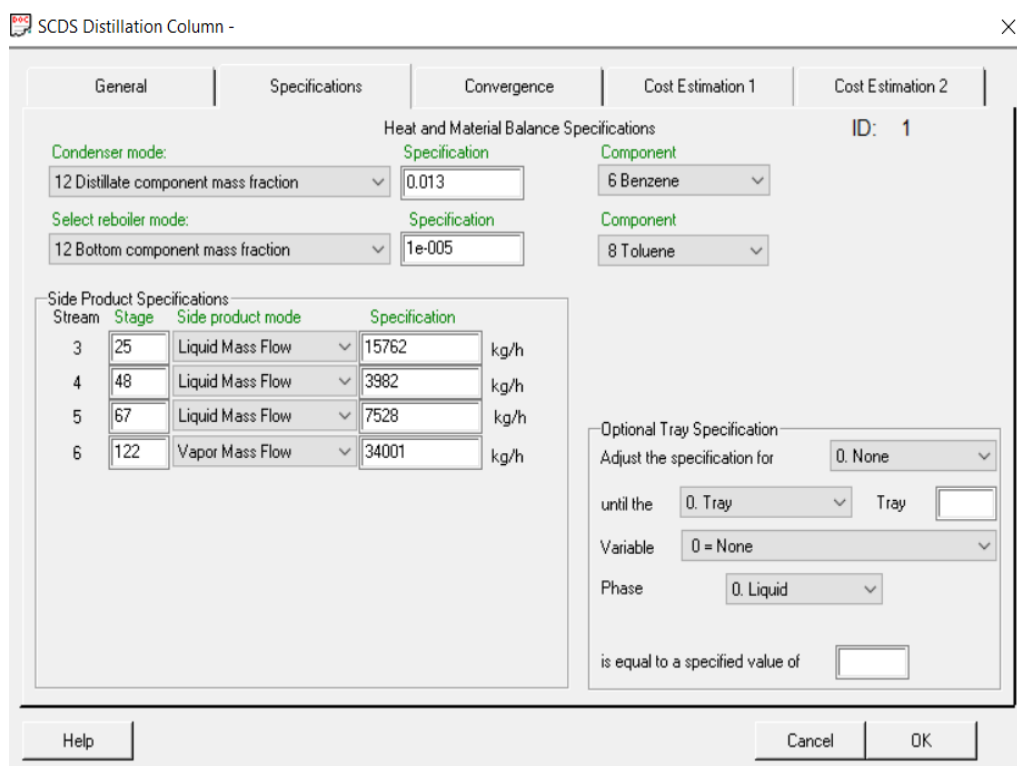 DOC
SCDS Distillation Column -
General Specifications Convergence Cost Estimation 1 Cost Estimation 2
Heat and Material Balance Specifications ID: 1
Condenser mode: Specification Component
12 Distillate component mass fraction 0.013 6 Benzene
Select reboiler mode: Specification Component
12 Bottom component mass fraction 1e-005 8 Toluene
Side Product Specifications
Stream Stage Side product mode Specification
3 25 Liquid Mass Flow 15762 kg/h
4 48 Liquid Mass Flow 3982 kg/h
5 67 Liquid Mass Flow 7528 kg/h
6 122 Vapor Mass Flow 34001 kg/h
Optional Tray Specification
Adjust the specification for 0. None
until the 0. Tray Tray
Variable 0 = None
Phase 0. Liquid
is equal to a specified value of
Help Cancel OK